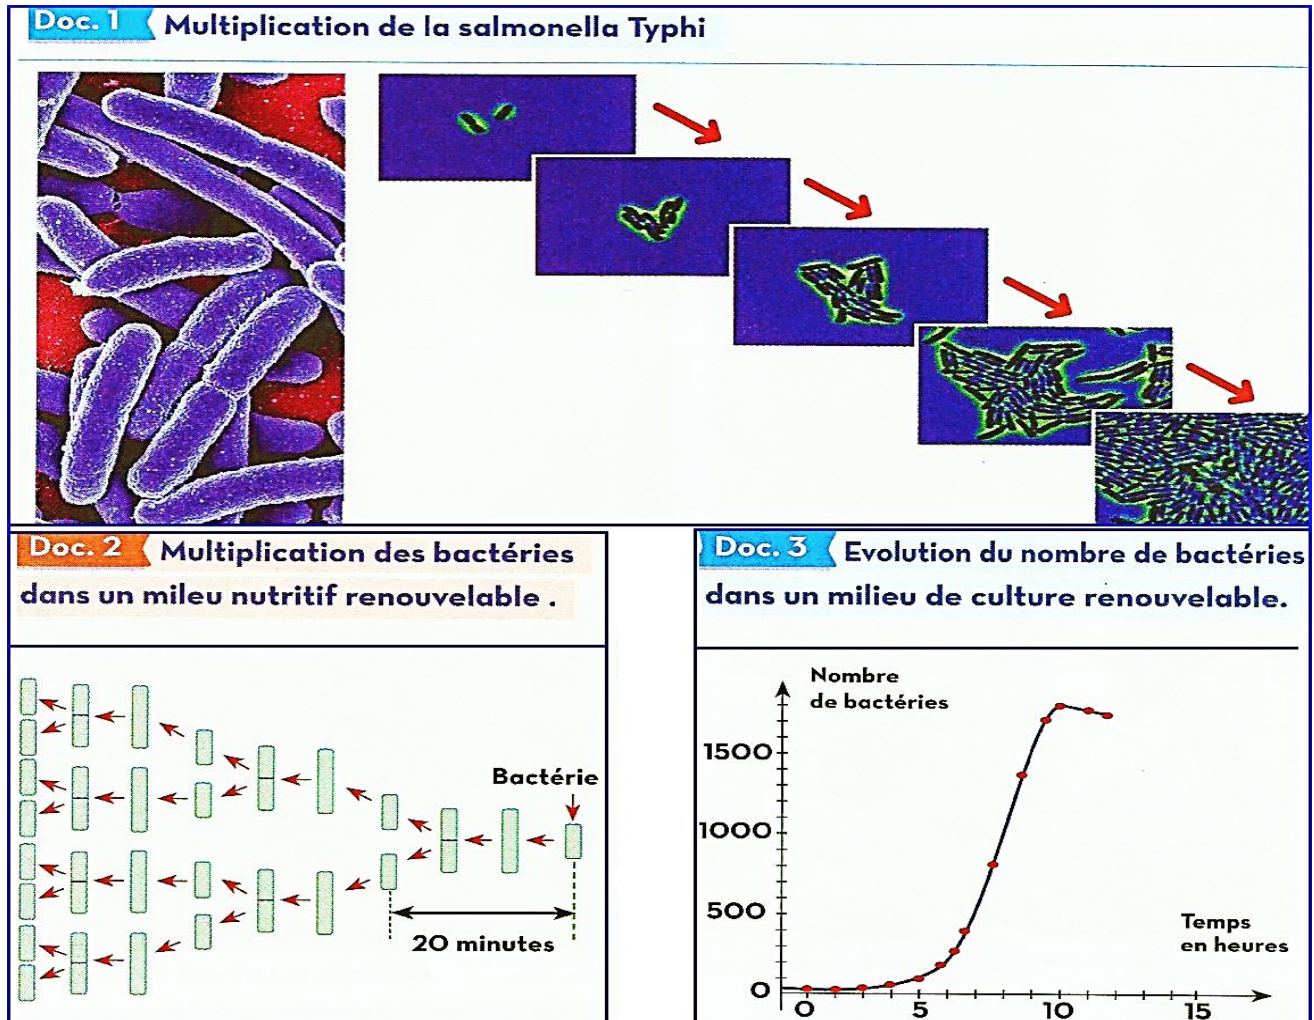 Doc. 1 Multiplication de la salmonella Typhi
Doc. 2 Multiplication des bactéries
dans un mileu nutritif renouvelable .
Bactérie
20 minutes
Doc. 3 Evolution du nombre de bactéries
dans un milieu de culture renouvelable.
Nombre
de bactéries
1500
1000
500
0
Temps
en heures
0 5 10 15